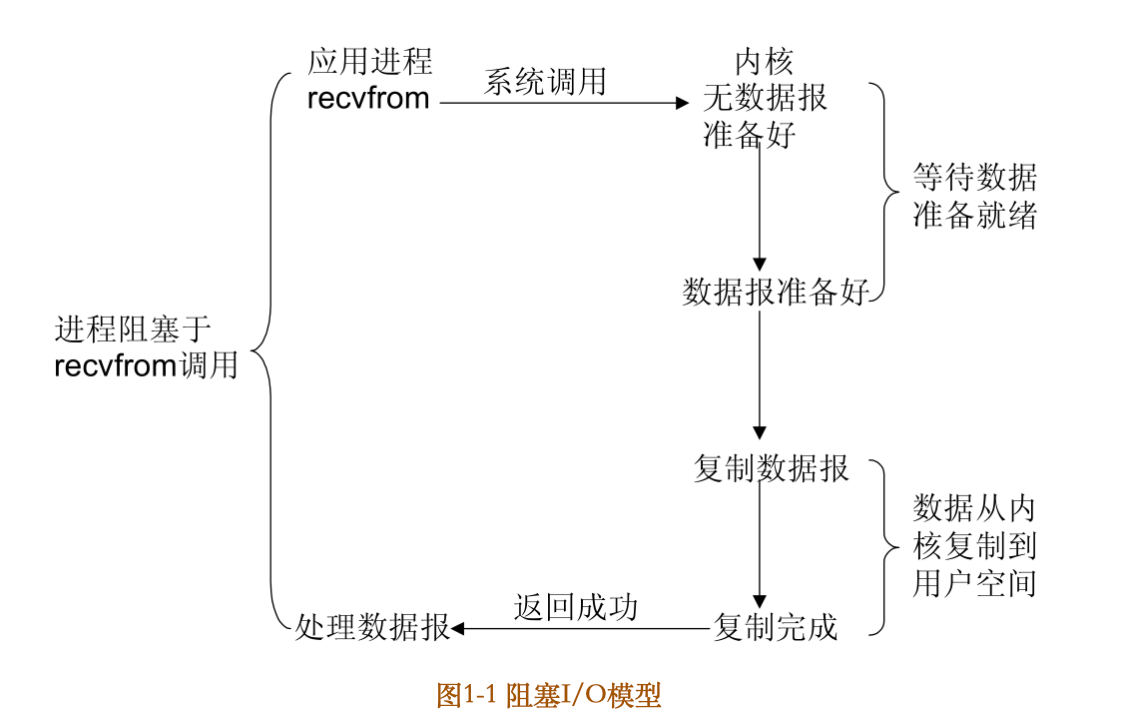 应用进程
recvfrom
系统调用
内核
无数据报
准备好
等待数据
准备就绪
数据报准备好
进程阻塞于
recvfrom调用
复制数据报
数据从内
核复制到
用户空间
处理数据报
返回成功
复制完成
图1-1 阻塞I/O模型